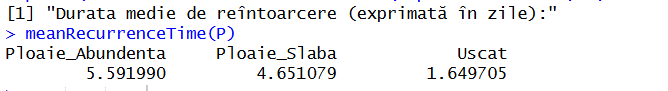 [1] "Durata medie de reîntoarcere (exprimată în zile):"
> meanRecurrenceTime(P)
Ploaie_Abundenta Ploaie_Slaba Uscat
5.591990 4.651079 1.649705